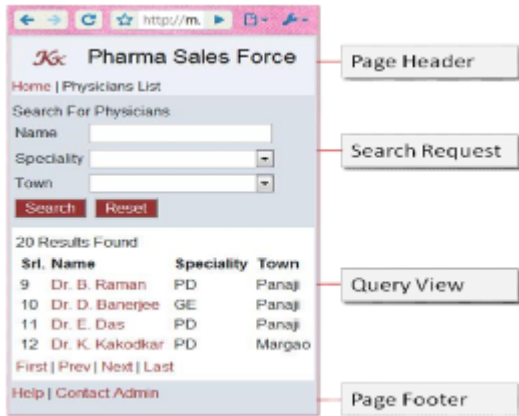 http://m.
Pharma Sales Force
Page Header
Home | Physicians List
Search For Physicians
Name
Speciality
Search Request
Town
Search Reset
20 Results Found
Srl. Name Speciality Town
9 Dr. B. Raman PD Panaji
Query View
10 Dr. D. Banerjee GE Panaji
11 Dr. E. Das PD Panaji
12 Dr. K. Kakodkar PD Margao
First | Prev | Next | Last
Help | Contact Admin
Page Footer